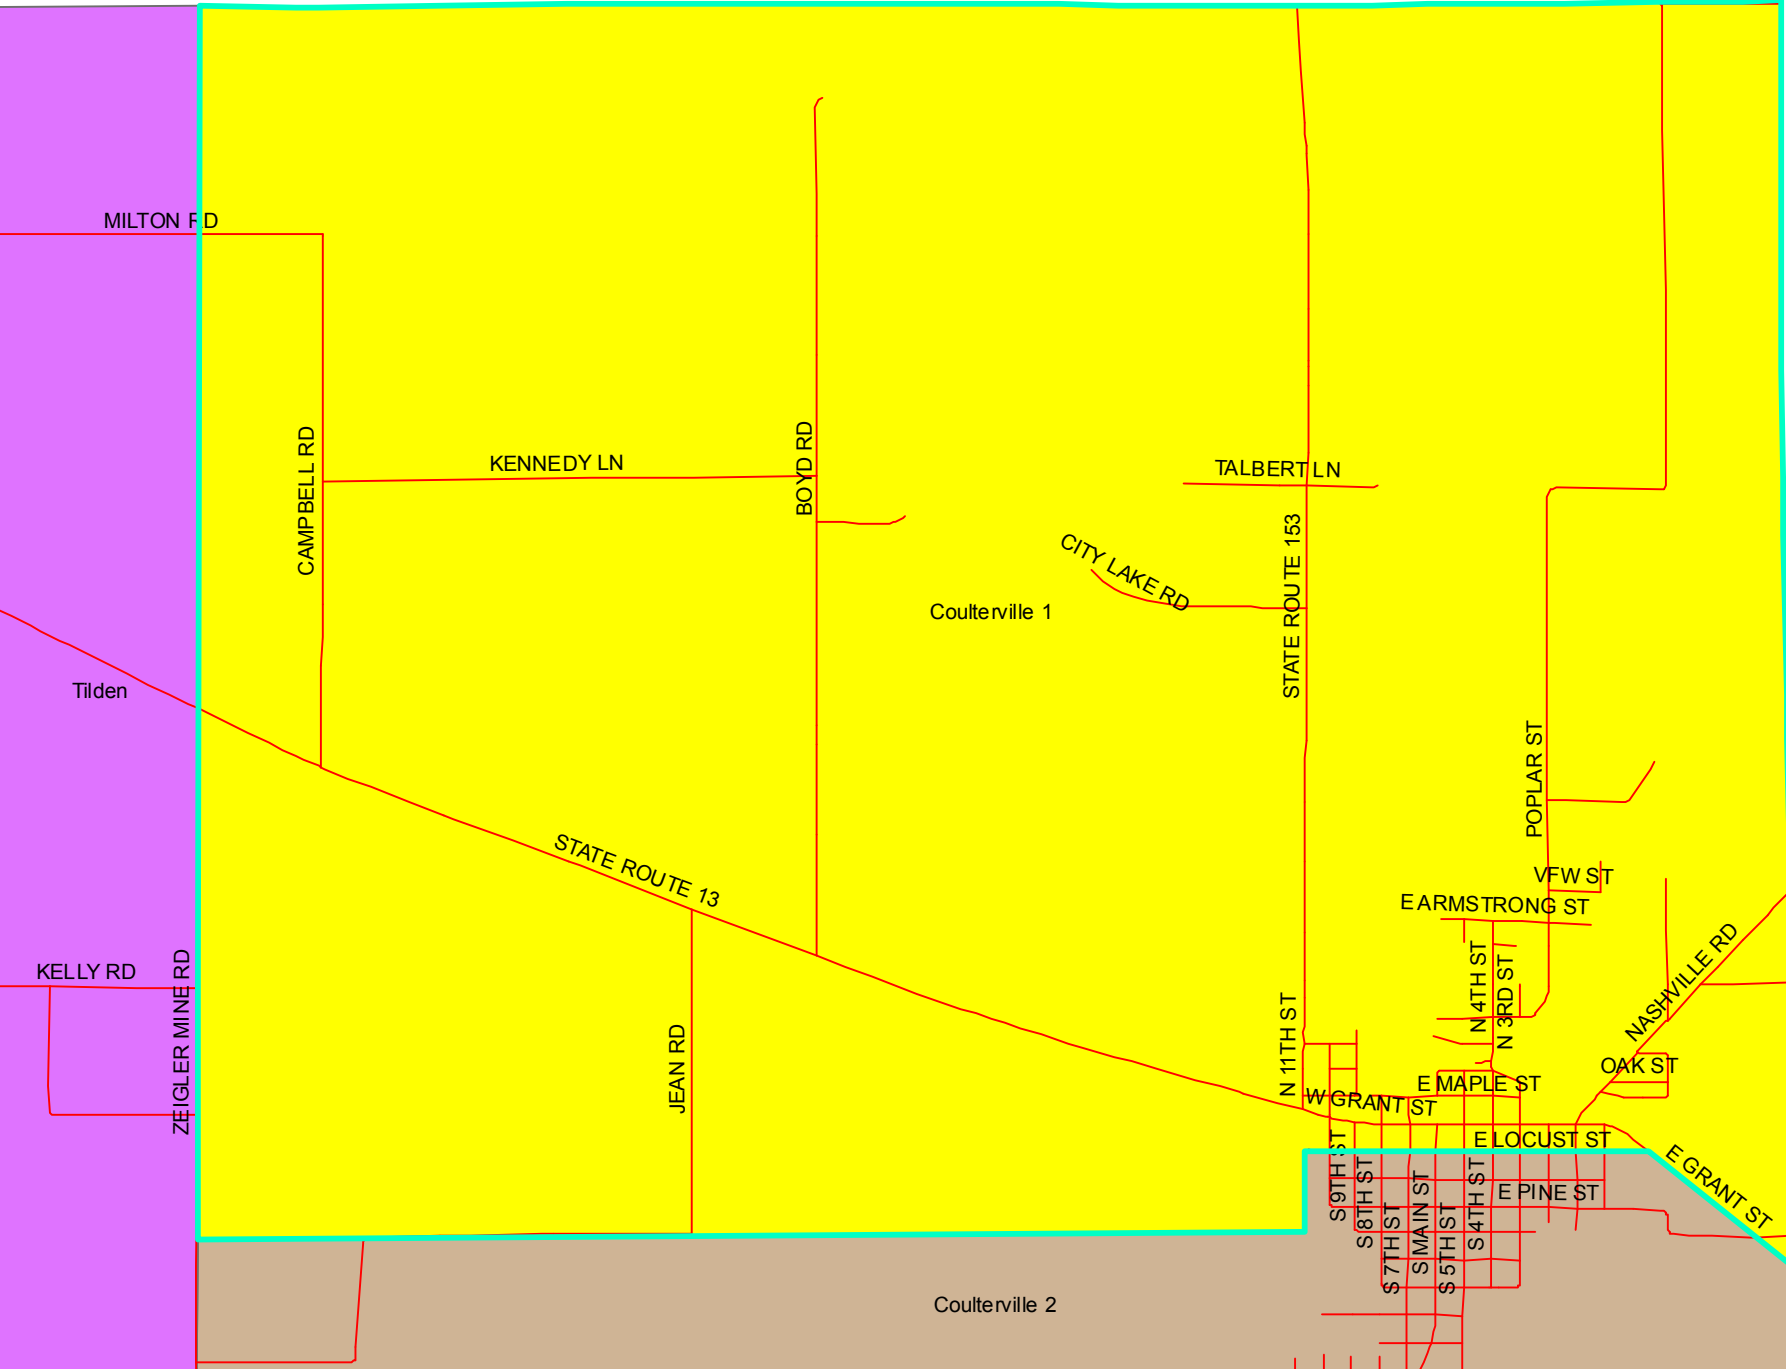 MILTON RD
CAMPBELL RD
KENNEDY LN
BOYD RD
TALBERT LN
STATE ROUTE 153
CITY LAKE RD
Coulterville 1
Tilden
POPLAR ST
STATE ROUTE 13
VFW ST
E ARMSTRONG ST
N 4TH ST
N 3RD ST
NASHVILLE RD
KELLY RD
ZEIGLER MINE RD
JEAN RD
N 11TH ST
OAK ST
E MAPLE ST
W GRANT ST
E LOCUST ST
E GRANT ST
S 9TH ST
S 8TH ST
S 7TH ST
S MAIN ST
S 5TH ST
S 4TH ST
E PINE ST
Coulterville 2